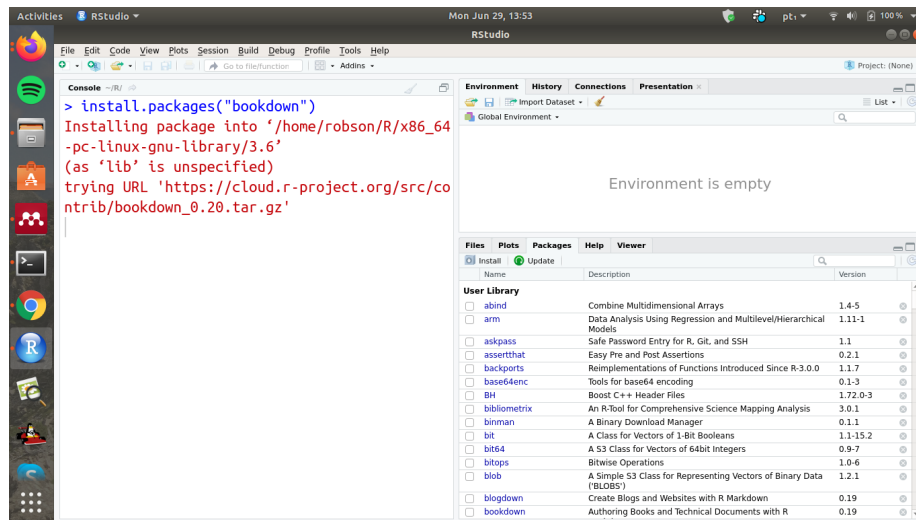 Activities RStudio Mon Jun 29, 13:53 pt1 100 %
RStudio
File Edit Code View Plots Session Build Debug Profile Tools Help
Go to file/function Addins Project: (None)
Console ~/R/
> install.packages("bookdown")
Installing package into ‘/home/robson/R/x86_64
-pc-linux-gnu-library/3.6’
(as ‘lib’ is unspecified)
trying URL 'https://cloud.r-project.org/src/co
ntrib/bookdown_0.20.tar.gz'
Environment History Connections Presentation
Import Dataset List
Global Environment
Environment is empty
Files Plots Packages Help Viewer
Install Update
Name Description Version
User Library
abind Combine Multidimensional Arrays 1.4-5
arm Data Analysis Using Regression and Multilevel/Hierarchical 1.11-1
Models
askpass Safe Password Entry for R, Git, and SSH 1.1
assertthat Easy Pre and Post Assertions 0.2.1
backports Reimplementations of Functions Introduced Since R-3.0.0 1.1.7
base64enc Tools for base64 encoding 0.1-3
BH Boost C++ Header Files 1.72.0-3
bibliometrix An R-Tool for Comprehensive Science Mapping Analysis 3.0.1
binman A Binary Download Manager 0.1.1
bit A Class for Vectors of 1-Bit Booleans 1.1-15.2
bit64 A S3 Class for Vectors of 64bit Integers 0.9-7
bitops Bitwise Operations 1.0-6
blob A Simple S3 Class for Representing Vectors of Binary Data 1.2.1
('BLOBS')
blogdown Create Blogs and Websites with R Markdown 0.19
bookdown Authoring Books and Technical Documents with R 0.19